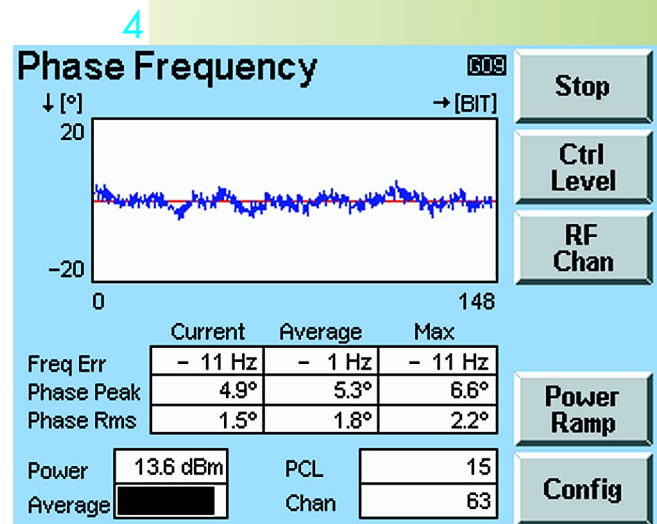 4
Phase Frequency
↓ [°]
→ [BIT]
20
−20
0
148
Current Average Max
Freq Err − 11 Hz − 1 Hz − 11 Hz
Phase Peak 4.9° 5.3° 6.6°
Phase Rms 1.5° 1.8° 2.2°
Power 13.6 dBm PCL 15
Average Chan 63
Stop
Ctrl
Level
RF
Chan
Power
Ramp
Config